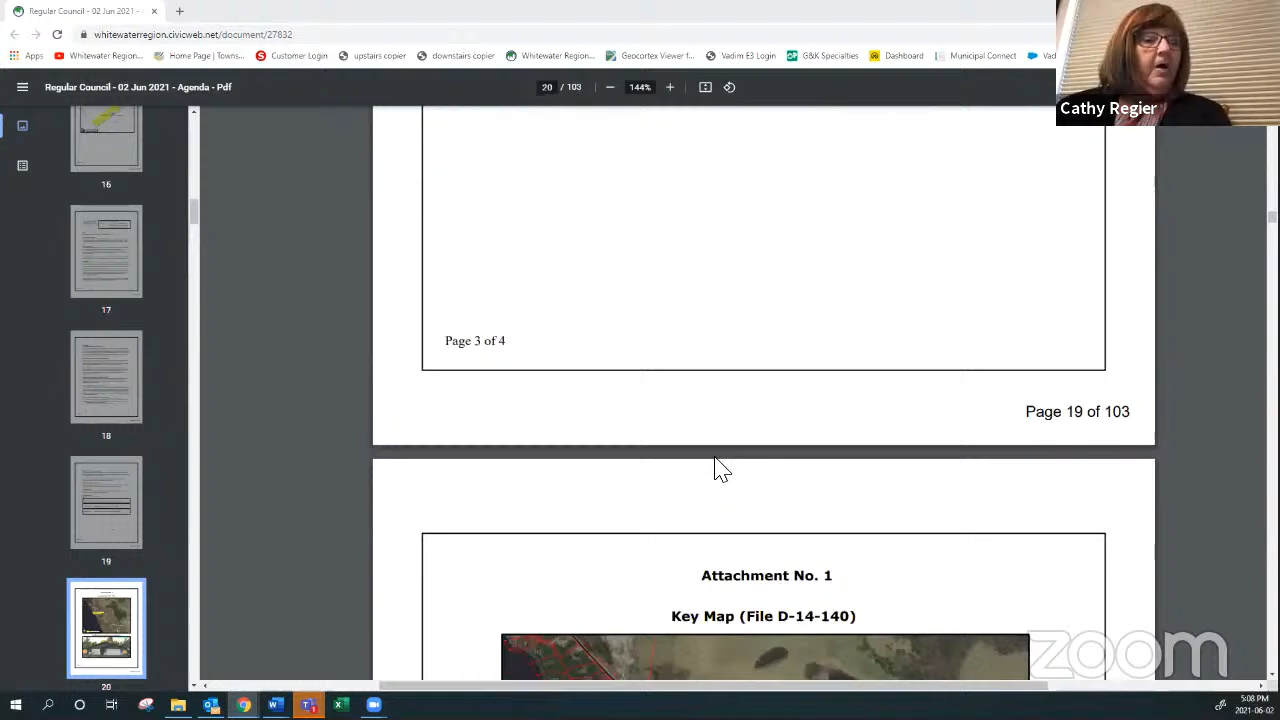 Regular Council - 02 Jun 2021 -
whitewaterregion.civicweb.net/document/27832
Apps
Whitewater Region...
Home Page | Towns...
Customer Login
upstairs copier
downstairs copier
Whitewater Region...
Geocortex Viewer f...
Vadim E3 Login
G&K Specialties
Dashboard
Municipal Connect
Vad
Regular Council - 02 Jun 2021 - Agenda - Pdf
20 / 103
144%
Cathy Regier
16
17
18
19
20
Page 3 of 4
Page 19 of 103
Attachment No. 1
Key Map (File D-14-140)
zoom
5:08 PM
2021-06-02